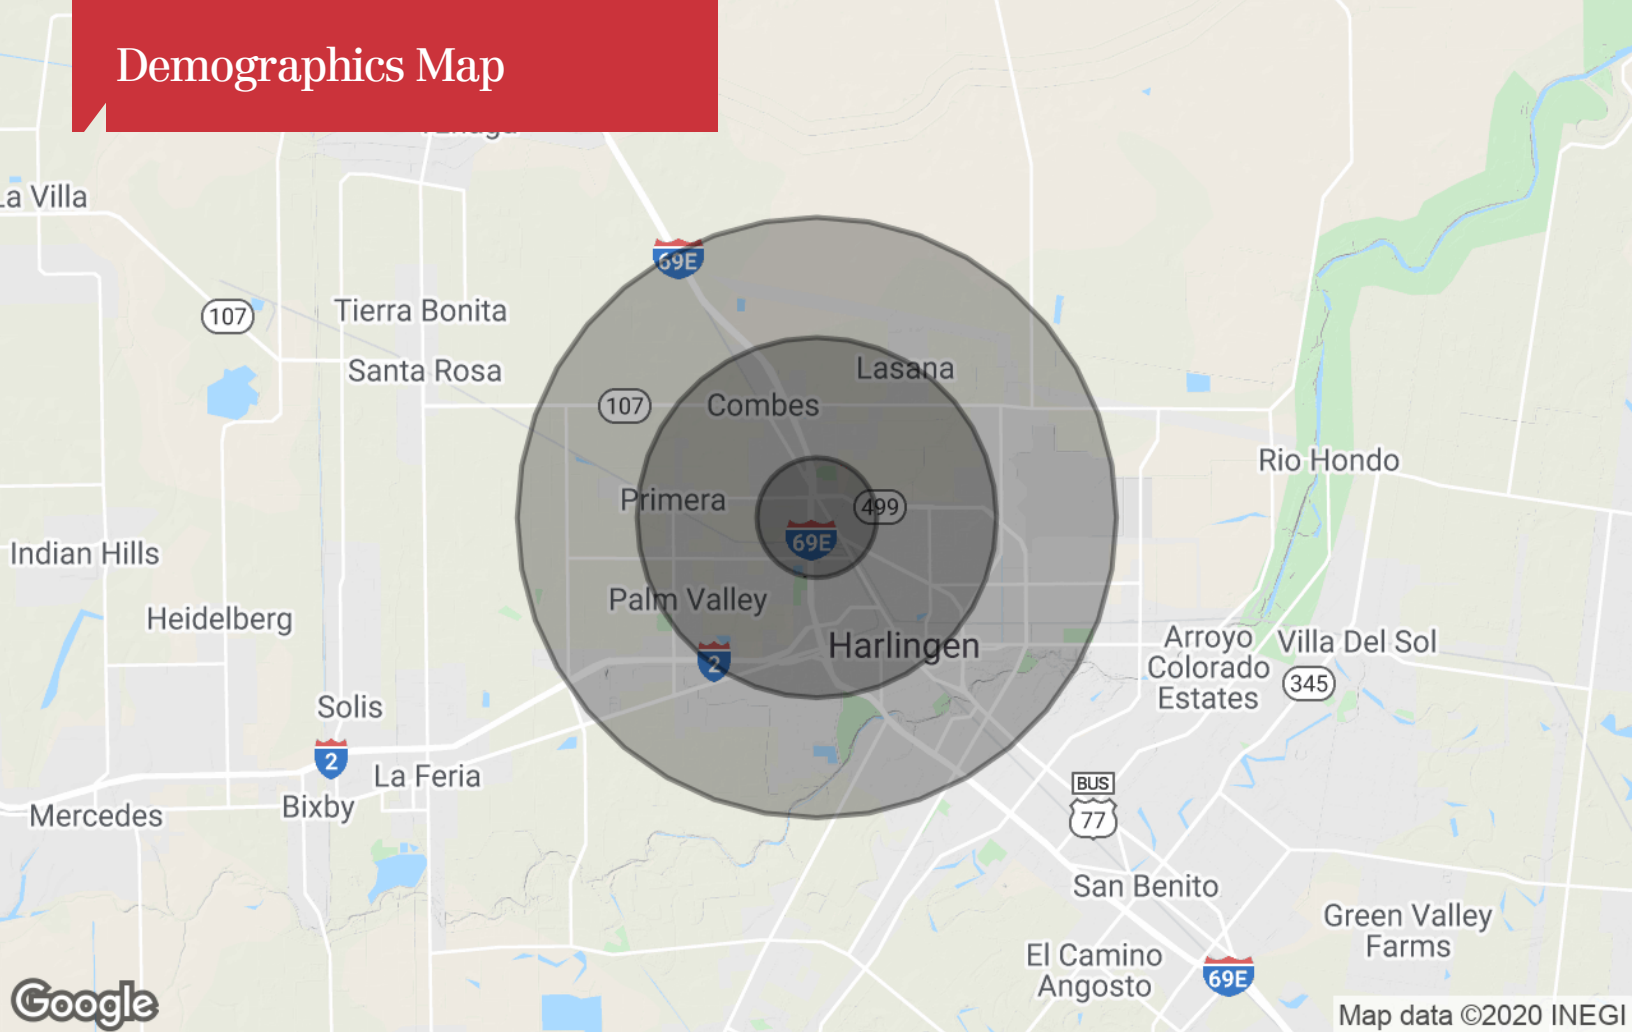 Demographics Map
La Villa
69E
107
Tierra Bonita
Santa Rosa
Lasana
107
Combes
Rio Hondo
Primera
499
69E
Indian Hills
Heidelberg
Palm Valley
Harlingen
2
Arroyo
Colorado
Estates
Villa Del Sol
345
Solis
2
La Feria
Bixby
Mercedes
BUS
77
San Benito
Green Valley
Farms
El Camino
Angosto
69E
Google
Map data ©2020 INEGI